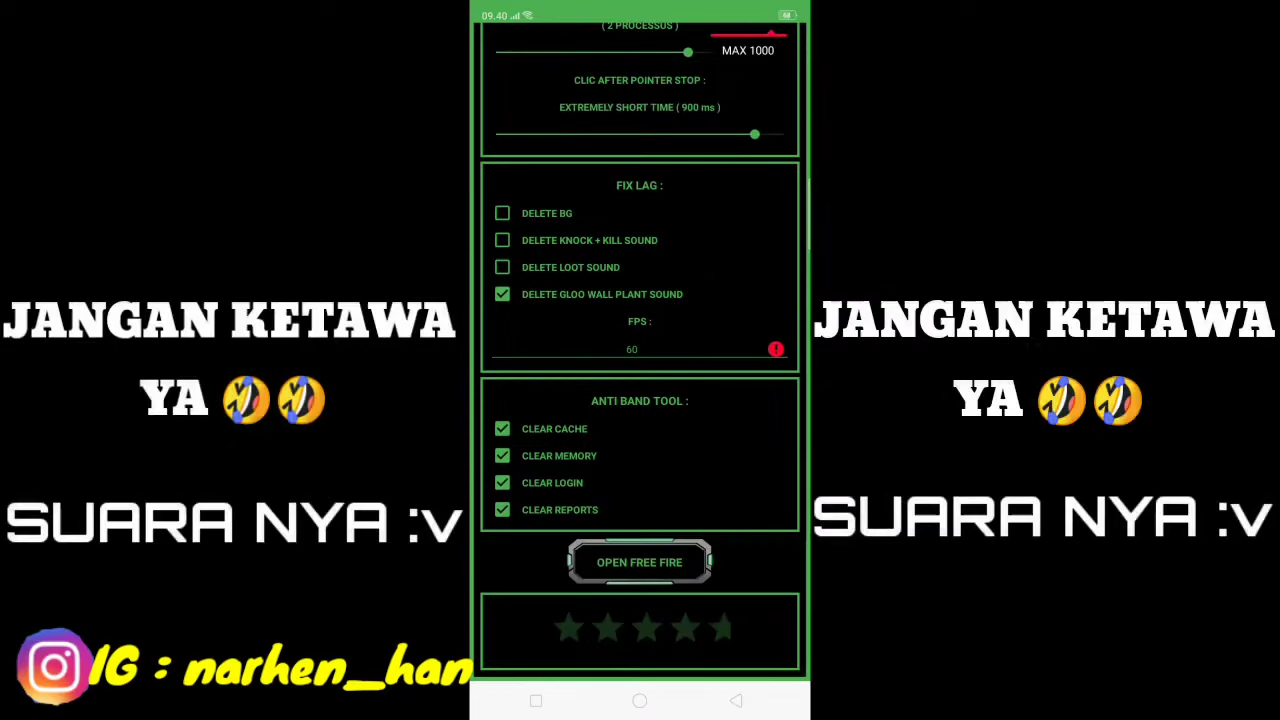 09.40
68
( 2 PROCESSUS )
MAX 1000
CLIC AFTER POINTER STOP :
EXTREMELY SHORT TIME ( 900 ms )
FIX LAG :
DELETE BG
DELETE KNOCK + KILL SOUND
DELETE LOOT SOUND
DELETE GLOO WALL PLANT SOUND
FPS :
60
ANTI BAND TOOL :
CLEAR CACHE
CLEAR MEMORY
CLEAR LOGIN
CLEAR REPORTS
OPEN FREE FIRE
JANGAN KETAWA
YA 🤣🤣
SUARA NYA :v
IG : narhen_han
JANGAN KETAWA
YA 🤣🤣
SUARA NYA :v